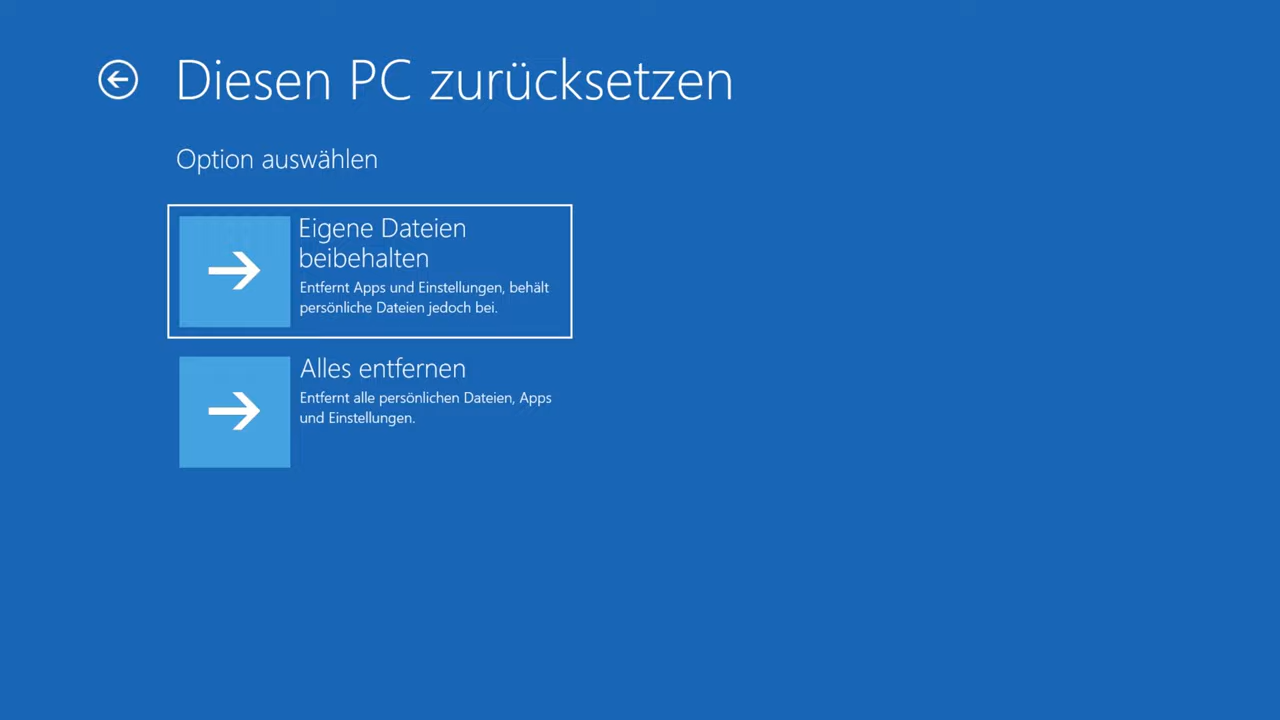 Diesen PC zurücksetzen
Option auswählen
Eigene Dateien
beibehalten
Entfernt Apps und Einstellungen, behält
persönliche Dateien jedoch bei.
Alles entfernen
Entfernt alle persönlichen Dateien, Apps
und Einstellungen.